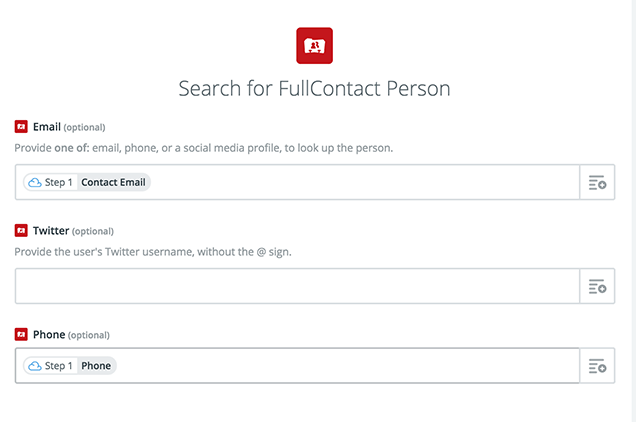 Search for FullContact Person
Email (optional)
Provide one of: email, phone, or a social media profile, to look up the person.
Step 1 Contact Email
Twitter (optional)
Provide the user's Twitter username, without the @ sign.
Phone (optional)
Step 1 Phone